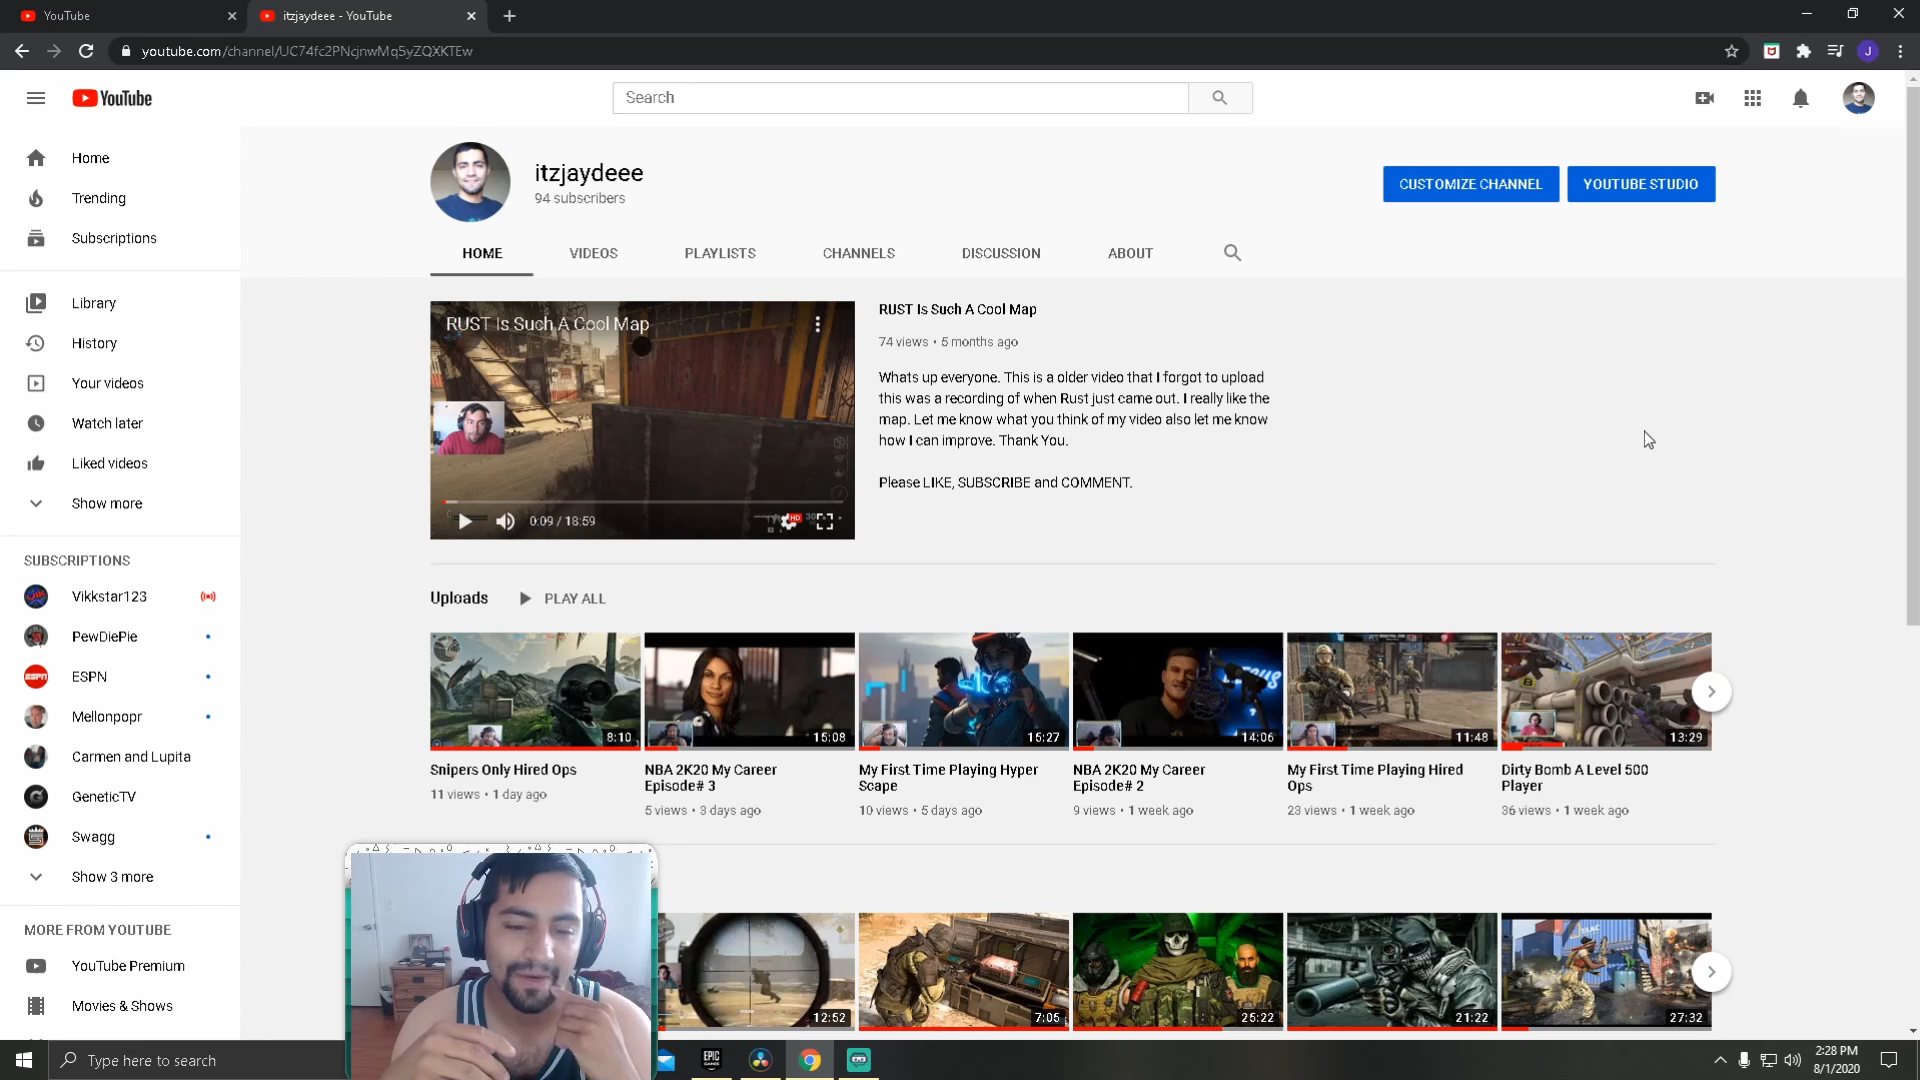 YouTube
itzjaydeee - YouTube
youtube.com/channel/UC74fc2PNcjnwMq5yZQXKTEw
J
YouTube
Search
Home
Trending
Subscriptions
Library
History
Your videos
Watch later
Liked videos
Show more
SUBSCRIPTIONS
Vikkstar123
PewDiePie
ESPN
Mellonpopr
Carmen and Lupita
GeneticTV
Swagg
Show 3 more
MORE FROM YOUTUBE
YouTube Premium
Movies & Shows
itzjaydeee
94 subscribers
CUSTOMIZE CHANNEL
YOUTUBE STUDIO
HOME
VIDEOS
PLAYLISTS
CHANNELS
DISCUSSION
ABOUT
RUST Is Such A Cool Map
0:09 / 18:59
HD
RUST Is Such A Cool Map
74 views • 5 months ago
Whats up everyone. This is a older video that I forgot to upload
this was a recording of when Rust just came out. I really like the
map. Let me know what you think of my video also let me know
how I can improve. Thank You.
Please LIKE, SUBSCRIBE and COMMENT.
Uploads
PLAY ALL
8:10
15:08
15:27
14:06
11:48
13:29
Snipers Only Hired Ops
11 views • 1 day ago
NBA 2K20 My Career
Episode# 3
5 views • 3 days ago
My First Time Playing Hyper
Scape
10 views • 5 days ago
NBA 2K20 My Career
Episode# 2
9 views • 1 week ago
My First Time Playing Hired
Ops
23 views • 1 week ago
Dirty Bomb A Level 500
Player
36 views • 1 week ago
12:52
7:05
25:22
21:22
27:32
Type here to search
EPIC
GAMES
2:28 PM
8/1/2020